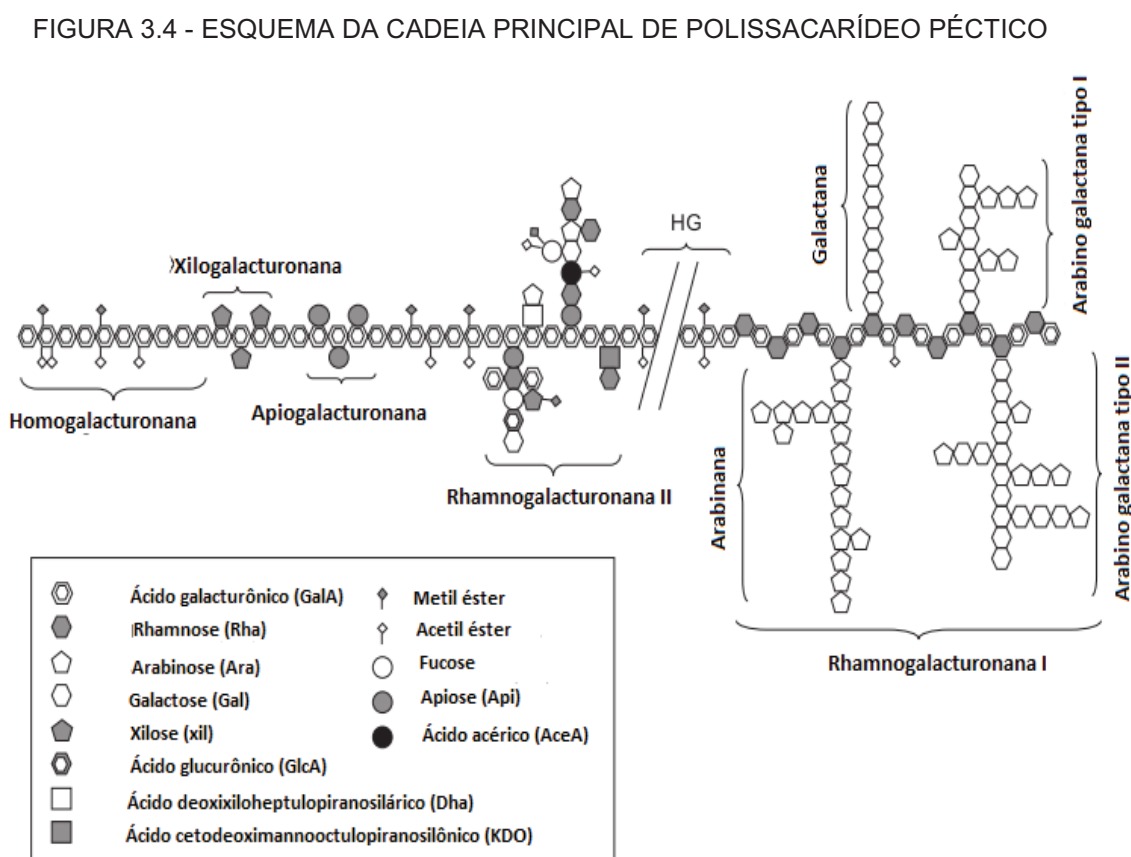 FIGURA 3.4 - ESQUEMA DA CADEIA PRINCIPAL DE POLISSACARÍDEO PÉCTICO
Xilogalacturonana
HG
Galactana
Arabino galactana tipo I
Homogalacturonana
Apiogalacturonana
Rhamnogalacturonana II
Arabinana
Arabino galactana tipo II
Rhamnogalacturonana I
Ácido galacturônico (GalA)
Rhamnose (Rha)
Arabinose (Ara)
Galactose (Gal)
Xilose (xil)
Ácido glucurônico (GlcA)
Ácido deoxixiloheptulopiranosilárico (Dha)
Ácido cetodeoximannooctulopiranosilônico (KDO)
Metil éster
Acetil éster
Fucose
Apiose (Api)
Ácido acérico (AceA)